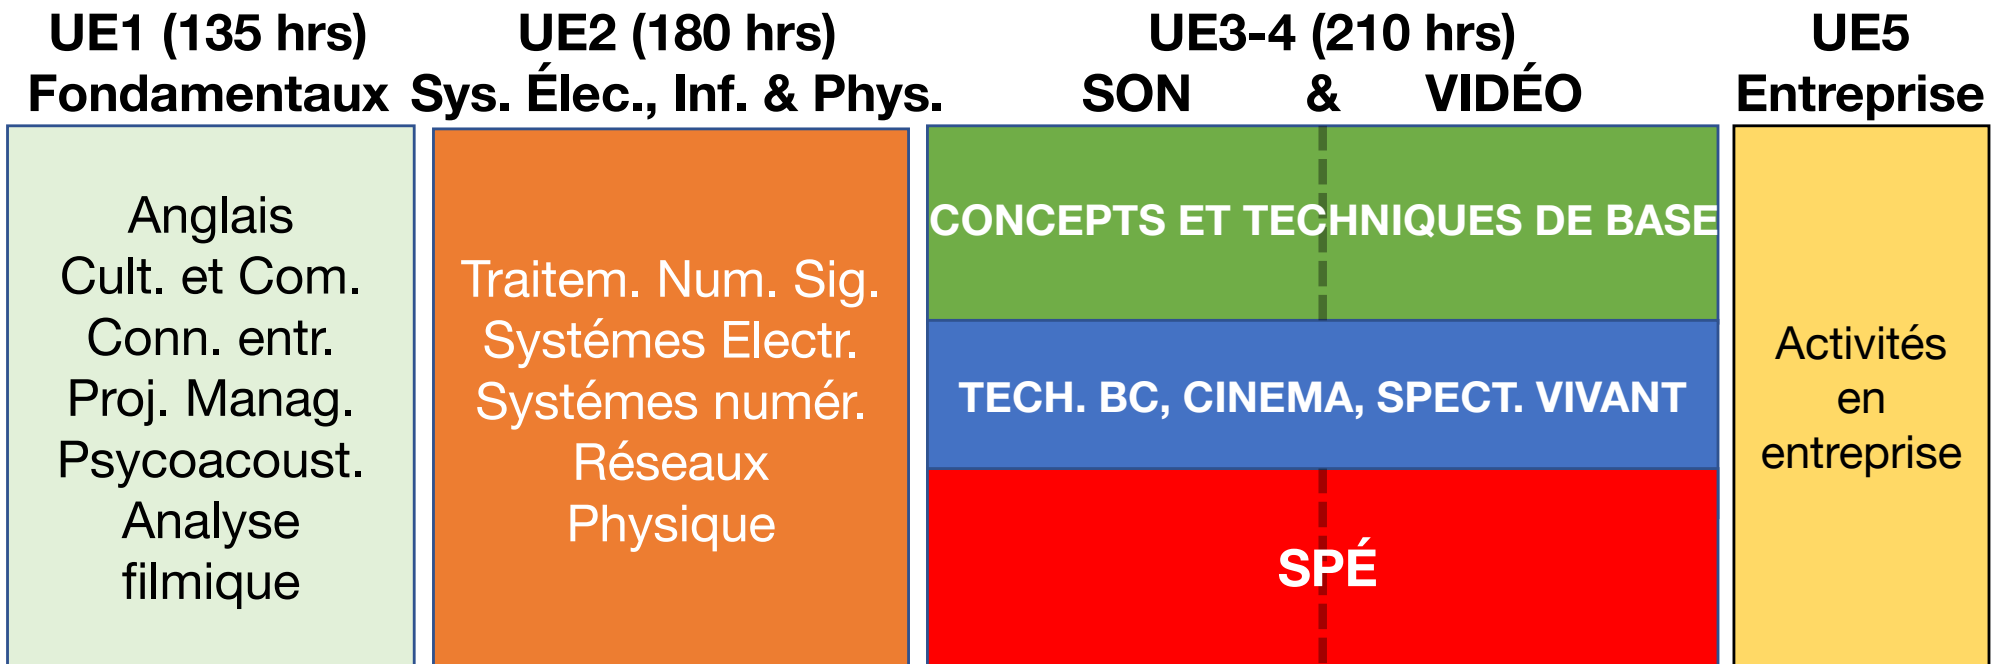 UE1 (135 hrs)
Fondamentaux
Anglais
Cult. et Com.
Conn. entr.
Proj. Manag.
Psycoacoust.
Analyse
filmique
UE2 (180 hrs)
Sys. Élec., Inf. & Phys.
Traitem. Num. Sig.
Systémes Electr.
Systémes numér.
Réseaux
Physique
UE3-4 (210 hrs)
SON & VIDÉO
CONCEPTS ET TECHNIQUES DE BASE
TECH. BC, CINEMA, SPECT. VIVANT
SPÉ
UE5
Entreprise
Activités
en
entreprise